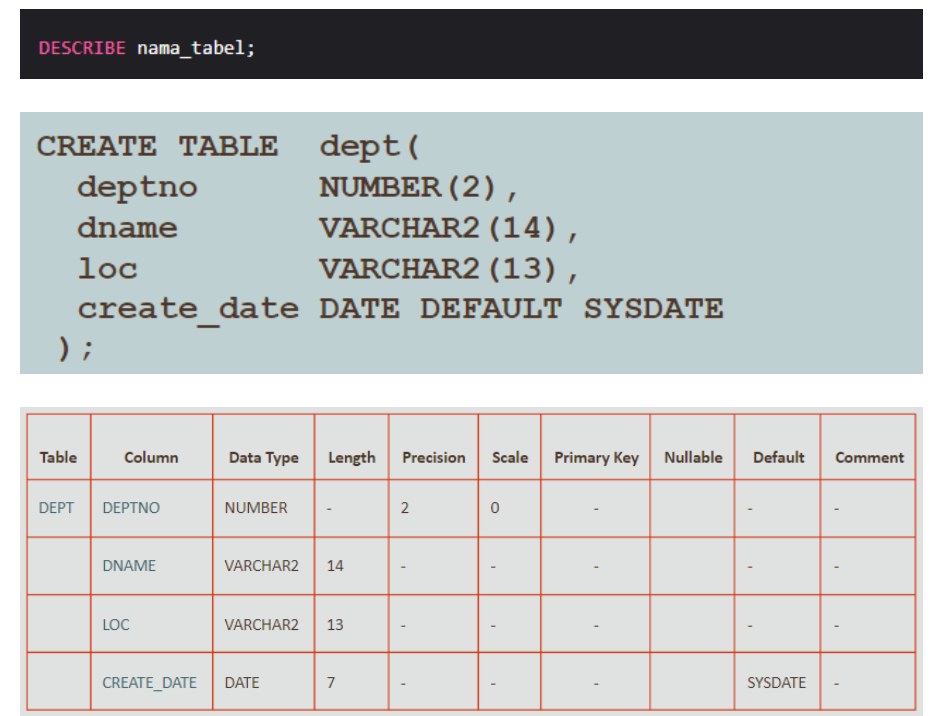 DESCRIBE nama_tabel;
CREATE TABLE dept(
deptno NUMBER(2),
dname VARCHAR2(14),
loc VARCHAR2(13),
create_date DATE DEFAULT SYSDATE
);
Table Column Data Type Length Precision Scale Primary Key Nullable Default Comment
DEPT DEPTNO NUMBER - 2 0 - - -
DNAME VARCHAR2 14 - - - - -
LOC VARCHAR2 13 - - - - -
CREATE_DATE DATE 7 - - - SYSDATE -